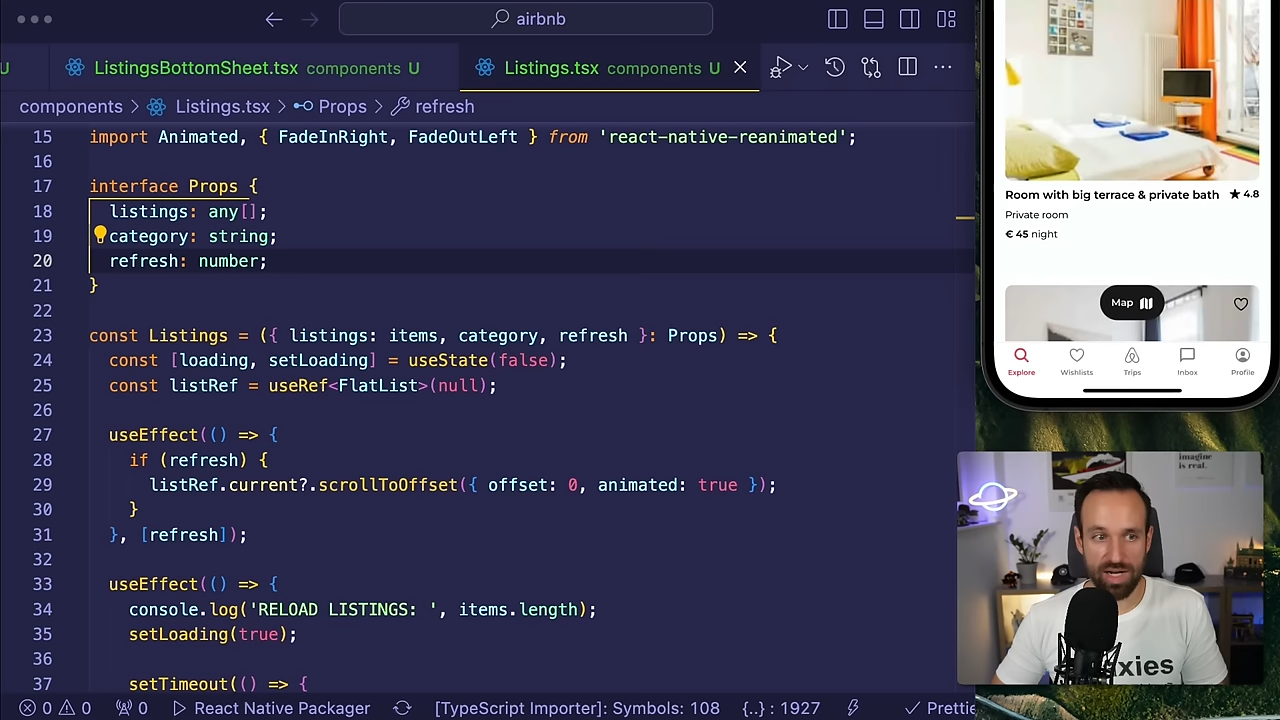 airbnb
U
ListingsBottomSheet.tsx components U
Listings.tsx components U
components > Listings.tsx > Props > refresh
15 import Animated, { FadeInRight, FadeOutLeft } from 'react-native-reanimated';
16
17 interface Props {
18 listings: any[];
19 category: string;
20 refresh: number;
21 }
22
23 const Listings = ({ listings: items, category, refresh }: Props) => {
24 const [loading, setLoading] = useState(false);
25 const listRef = useRef<FlatList>(null);
26
27 useEffect(() => {
28 if (refresh) {
29 listRef.current?.scrollToOffset({ offset: 0, animated: true });
30 }
31 }, [refresh]);
32
33 useEffect(() => {
34 console.log('RELOAD LISTINGS: ', items.length);
35 setLoading(true);
36
37 setTimeout(() => {
0 0 0 React Native Packager [TypeScript Importer]: Symbols: 108 {..} : 1927 Prettie
Room with big terrace & private bath ★ 4.8
Private room
€ 45 night
Map
Explore Wishlists Trips Inbox Profile
imagine
is real.
xies